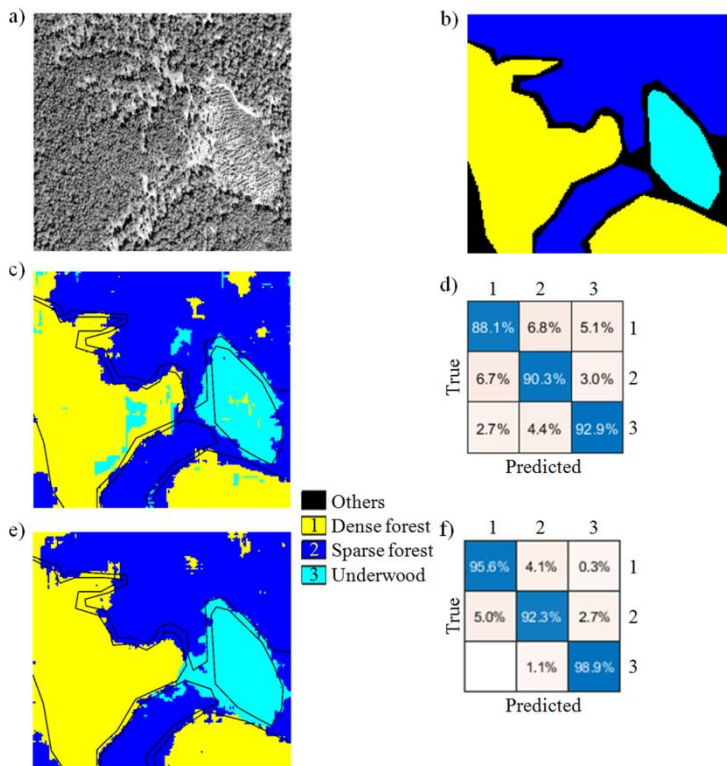 a)
b)
c)
d)
1 2 3
88.1% 6.8% 5.1% 1
True
6.7% 90.3% 3.0% 2
2.7% 4.4% 92.9% 3
Predicted
Others
1 Dense forest
2 Sparse forest
3 Underwood
e)
f)
1 2 3
95.6% 4.1% 0.3% 1
True
5.0% 92.3% 2.7% 2
1.1% 98.9% 3
Predicted